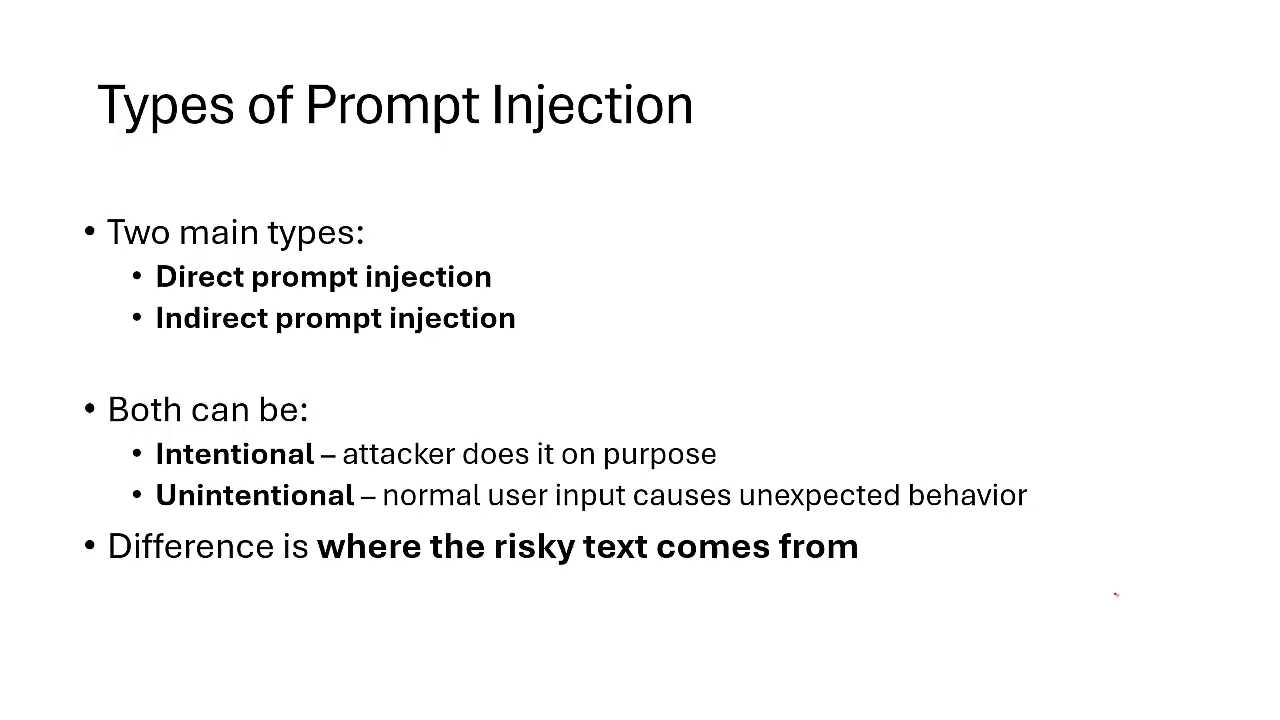 Types of Prompt Injection
• Two main types:
• Direct prompt injection
• Indirect prompt injection
• Both can be:
• Intentional – attacker does it on purpose
• Unintentional – normal user input causes unexpected behavior
• Difference is where the risky text comes from